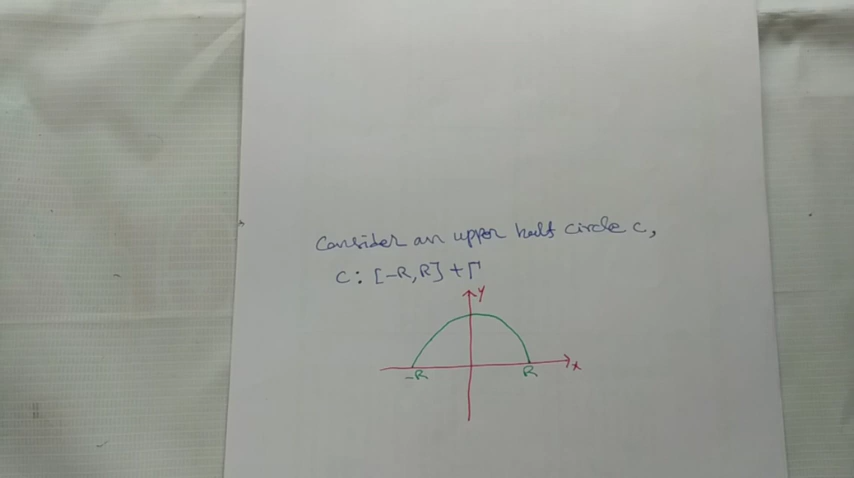 Consider an upper half circle C,
C: [-R, R] + Γ
y
-R
R
x